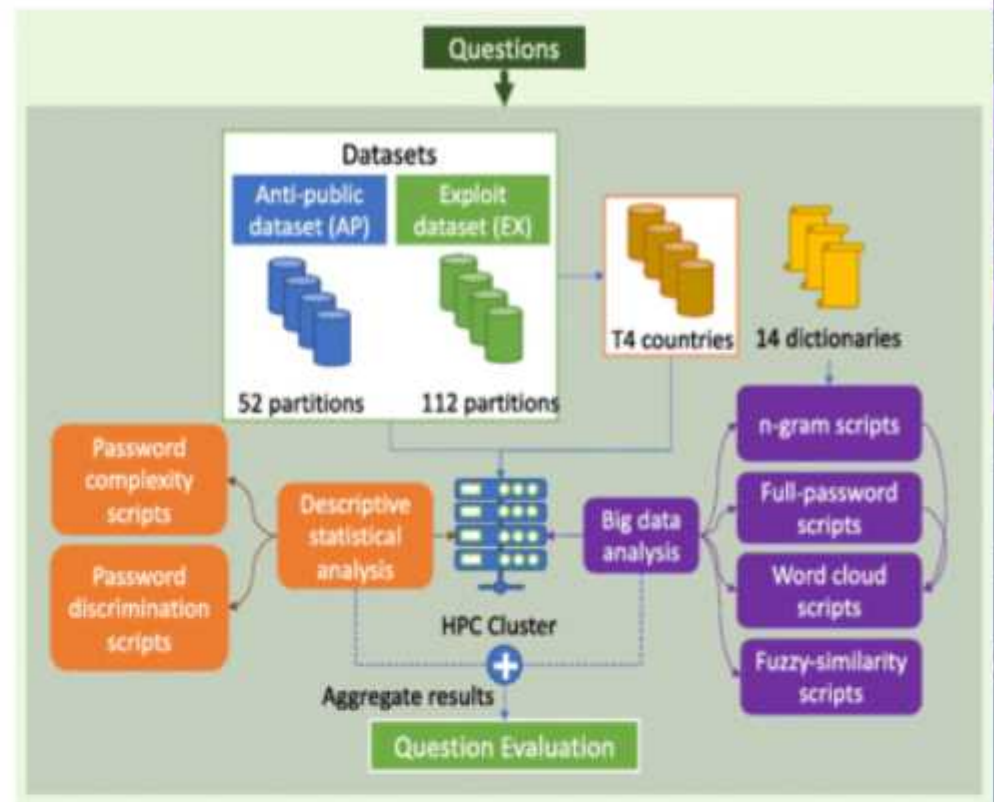 Questions
Datasets
Anti-public
dataset (AP)
Exploit
dataset (EX)
52 partitions
112 partitions
T4 countries
14 dictionaries
Password
complexity
scripts
Password
discrimination
scripts
Descriptive
statistical
analysis
HPC Cluster
Big data
analysis
n-gram scripts
Full-password
scripts
Word cloud
scripts
Fuzzy-similarity
scripts
Aggregate results
Question Evaluation